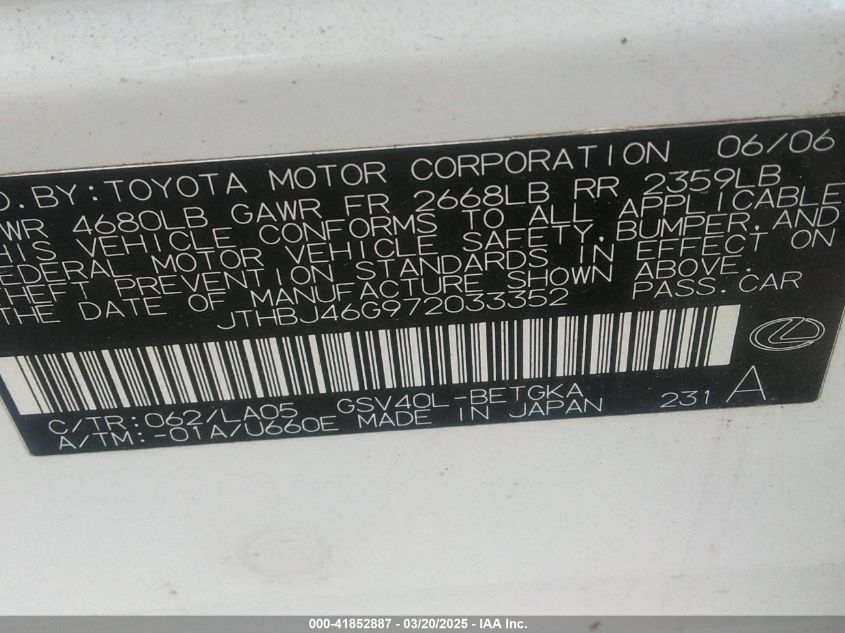 D.BY:TOYOTA MOTOR CORPORATION 06/06
WR 4680LB GAWR FR 2668LB RR 2359LB
HIS VEHICLE CONFORMS TO ALL APPLICABLE
EDERAL MOTOR VEHICLE SAFETY,BUMPER,AND
HEFT PREVENTION STANDARDS IN EFFECT ON
THE DATE OF MANUFACTURE SHOWN ABOVE.
JTHBJ46G972033352 PASS.CAR
C/TR:062/LA05 GSV40L-BETGKA 231 A
A/TM:-01A/U660E MADE IN JAPAN
000-41852887 - 03/20/2025 - IAA Inc.